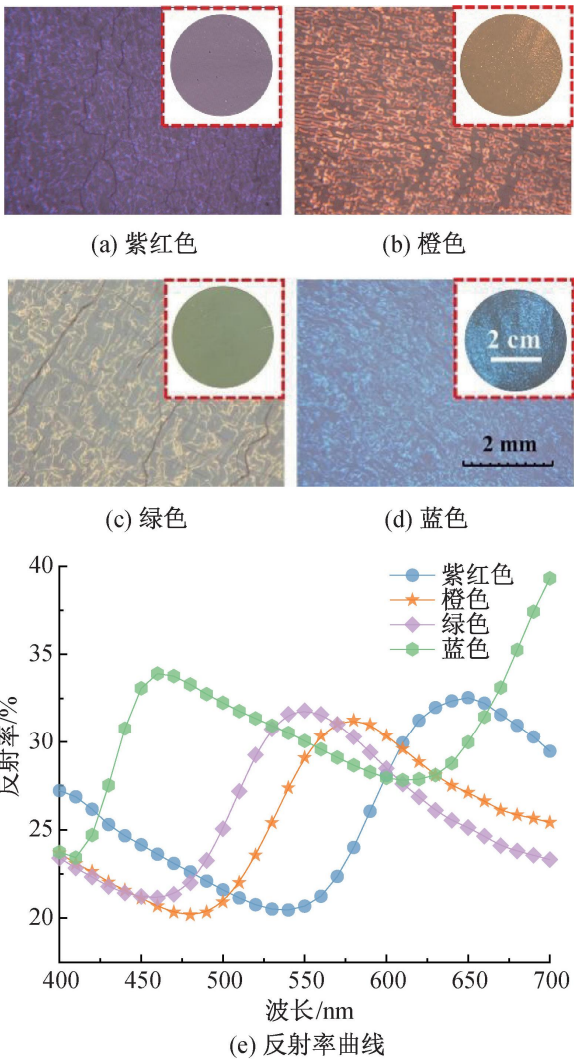 (a) 紫红色
(b) 橙色
2 cm
2 mm
(c) 绿色
(d) 蓝色
反射率/%
40
35
30
25
20
紫红色
橙色
绿色
蓝色
400
450
500
550
600
650
700
波长/nm
(e) 反射率曲线